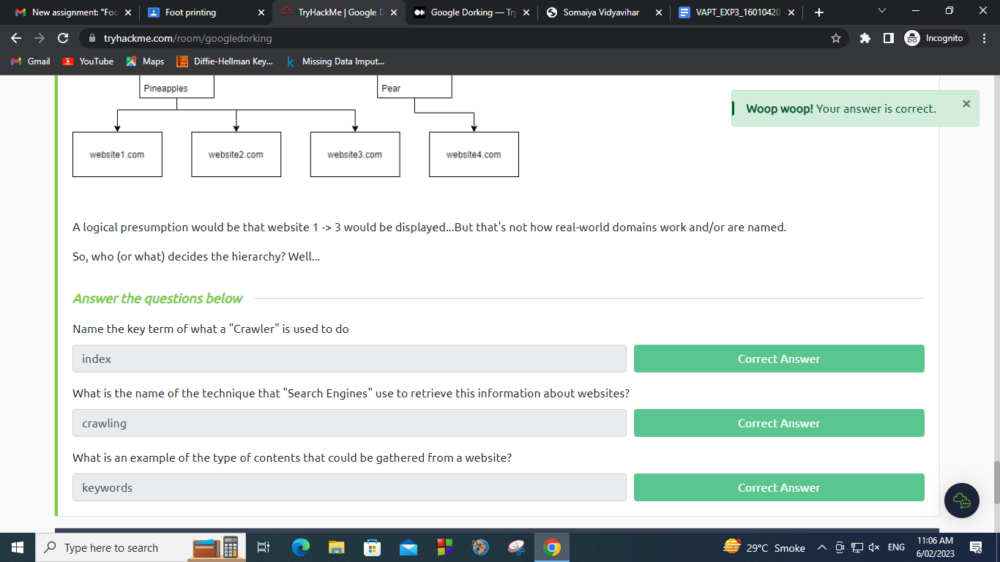 New assignment: "Foo
Foot printing
TryHackMe | Google D
Google Dorking — Try
Somaiya Vidyavihar
VAPT_EXP3_16010420
tryhackme.com/room/googledorking
Incognito
Gmail
YouTube
Maps
Diffie-Hellman Key...
Missing Data Imput...
Pineapples
Pear
Woop woop! Your answer is correct.
website1.com
website2.com
website3.com
website4.com
A logical presumption would be that website 1 -> 3 would be displayed...But that's not how real-world domains work and/or are named.
So, who (or what) decides the hierarchy? Well...
Answer the questions below
Name the key term of what a "Crawler" is used to do
index
Correct Answer
What is the name of the technique that "Search Engines" use to retrieve this information about websites?
crawling
Correct Answer
What is an example of the type of contents that could be gathered from a website?
keywords
Correct Answer
Type here to search
29°C Smoke
ENG
11:06 AM
6/02/2023